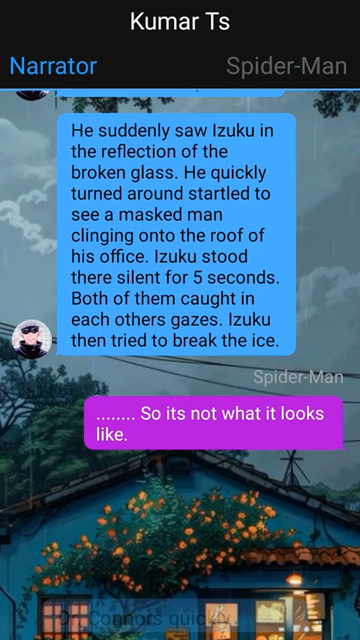 Kumar Ts
Narrator
Spider-Man
He suddenly saw Izuku in
the reflection of the
broken glass. He quickly
turned around startled to
see a masked man
clinging onto the roof of
his office. Izuku stood
there silent for 5 seconds.
Both of them caught in
each others gazes. Izuku
then tried to break the ice.
Spider-Man
........ So its not what it looks
like.
Dr. Connors quickly